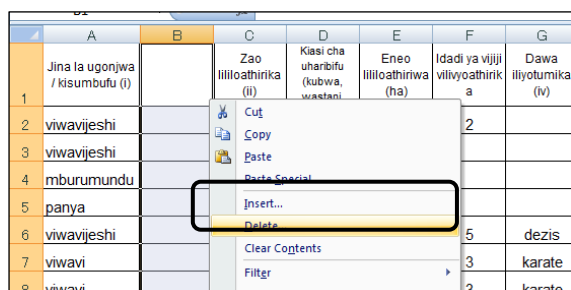 A B C D E F G
1 Jina la ugonjwa / kisumbufu (i) Zao lililoathirika (ii) Kiasi cha uharibifu (kubwa, wastani Eneo lililoathiriwa (ha) Idadi ya vijiji vilivyoathirika Dawa iliyotumika (iv)
2 viwavijeshi 2
3 viwavijeshi
4 mburumundu
5 panya
6 viwavijeshi 5 dezis
7 viwavi 3 karate
8 viwavi 3 karate
Cut
Copy
Paste
Paste Special
Insert...
Delete
Clear Contents
Filter